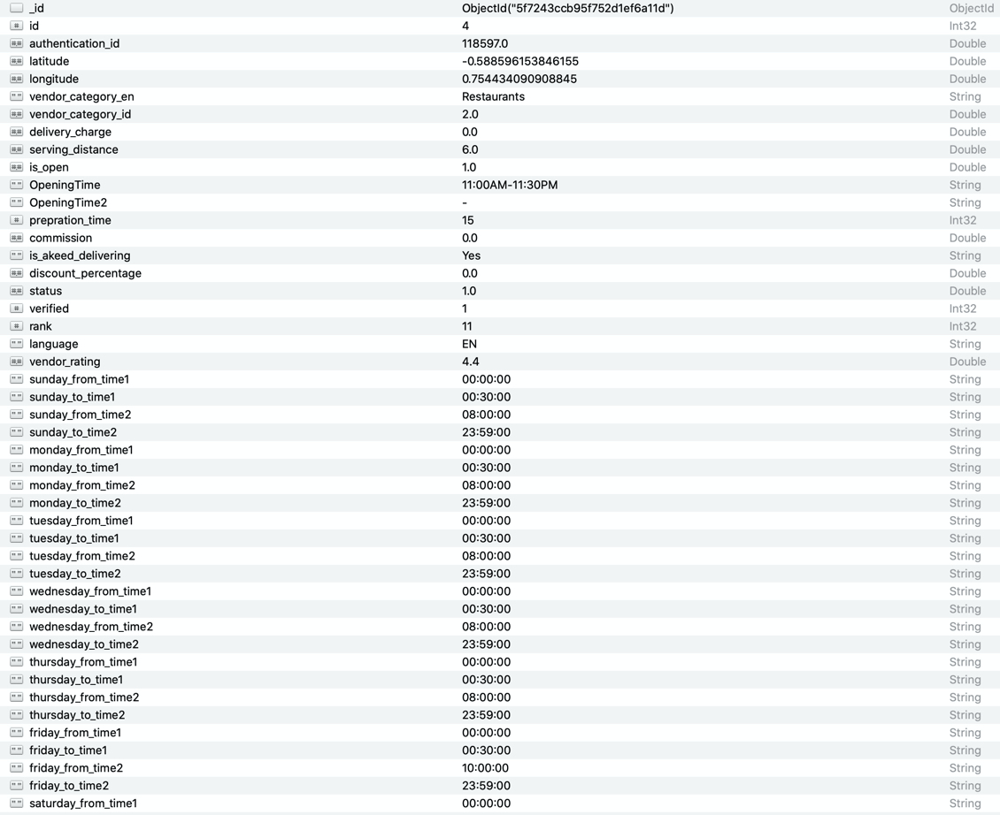 _id ObjectId("5f7243ccb95f752d1ef6a11d") ObjectId
id 4 Int32
authentication_id 118597.0 Double
latitude -0.588596153846155 Double
longitude 0.754434090908845 Double
vendor_category_en Restaurants String
vendor_category_id 2.0 Double
delivery_charge 0.0 Double
serving_distance 6.0 Double
is_open 1.0 Double
OpeningTime 11:00AM-11:30PM String
OpeningTime2 - String
prepration_time 15 Int32
commission 0.0 Double
is_akeed_delivering Yes String
discount_percentage 0.0 Double
status 1.0 Double
verified 1 Int32
rank 11 Int32
language EN String
vendor_rating 4.4 Double
sunday_from_time1 00:00:00 String
sunday_to_time1 00:30:00 String
sunday_from_time2 08:00:00 String
sunday_to_time2 23:59:00 String
monday_from_time1 00:00:00 String
monday_to_time1 00:30:00 String
monday_from_time2 08:00:00 String
monday_to_time2 23:59:00 String
tuesday_from_time1 00:00:00 String
tuesday_to_time1 00:30:00 String
tuesday_from_time2 08:00:00 String
tuesday_to_time2 23:59:00 String
wednesday_from_time1 00:00:00 String
wednesday_to_time1 00:30:00 String
wednesday_from_time2 08:00:00 String
wednesday_to_time2 23:59:00 String
thursday_from_time1 00:00:00 String
thursday_to_time1 00:30:00 String
thursday_from_time2 08:00:00 String
thursday_to_time2 23:59:00 String
friday_from_time1 00:00:00 String
friday_to_time1 00:30:00 String
friday_from_time2 10:00:00 String
friday_to_time2 23:59:00 String
saturday_from_time1 00:00:00 String